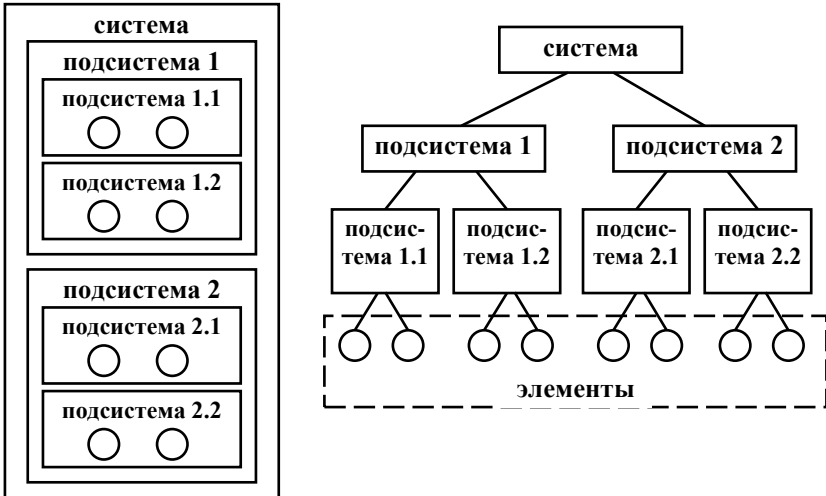 система
подсистема 1
подсистема 1.1
подсистема 1.2
подсистема 2
подсистема 2.1
подсистема 2.2
система
подсистема 1
подсистема 2
подсис-
тема 1.1
подсис-
тема 1.2
подсис-
тема 2.1
подсис-
тема 2.2
элементы